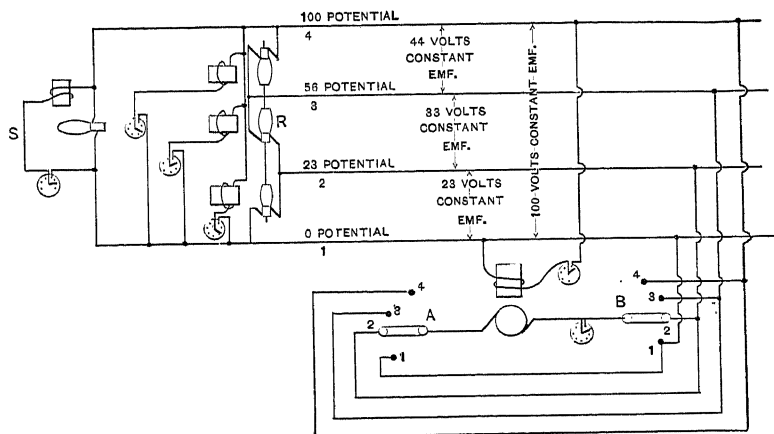 100 POTENTIAL
4
44 VOLTS
CONSTANT
EMF.
56 POTENTIAL
3
33 VOLTS
CONSTANT
EMF.
100 VOLTS CONSTANT EMF.
23 POTENTIAL
2
23 VOLTS
CONSTANT
EMF.
0 POTENTIAL
1
S
R
4
3
2
A
1
B
4
3
2
1